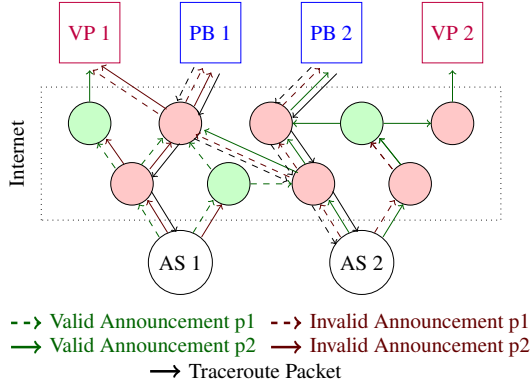 VP 1 PB 1 PB 2 VP 2
Internet
AS 1 AS 2
Valid Announcement p1 Invalid Announcement p1
Valid Announcement p2 Invalid Announcement p2
Traceroute Packet